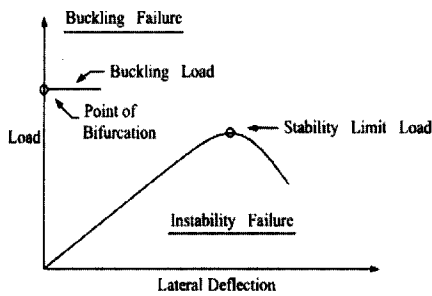 Buckling Failure
Buckling Load
Point of
Bifurcation
Load
Stability Limit Load
Instability Failure
Lateral Deflection